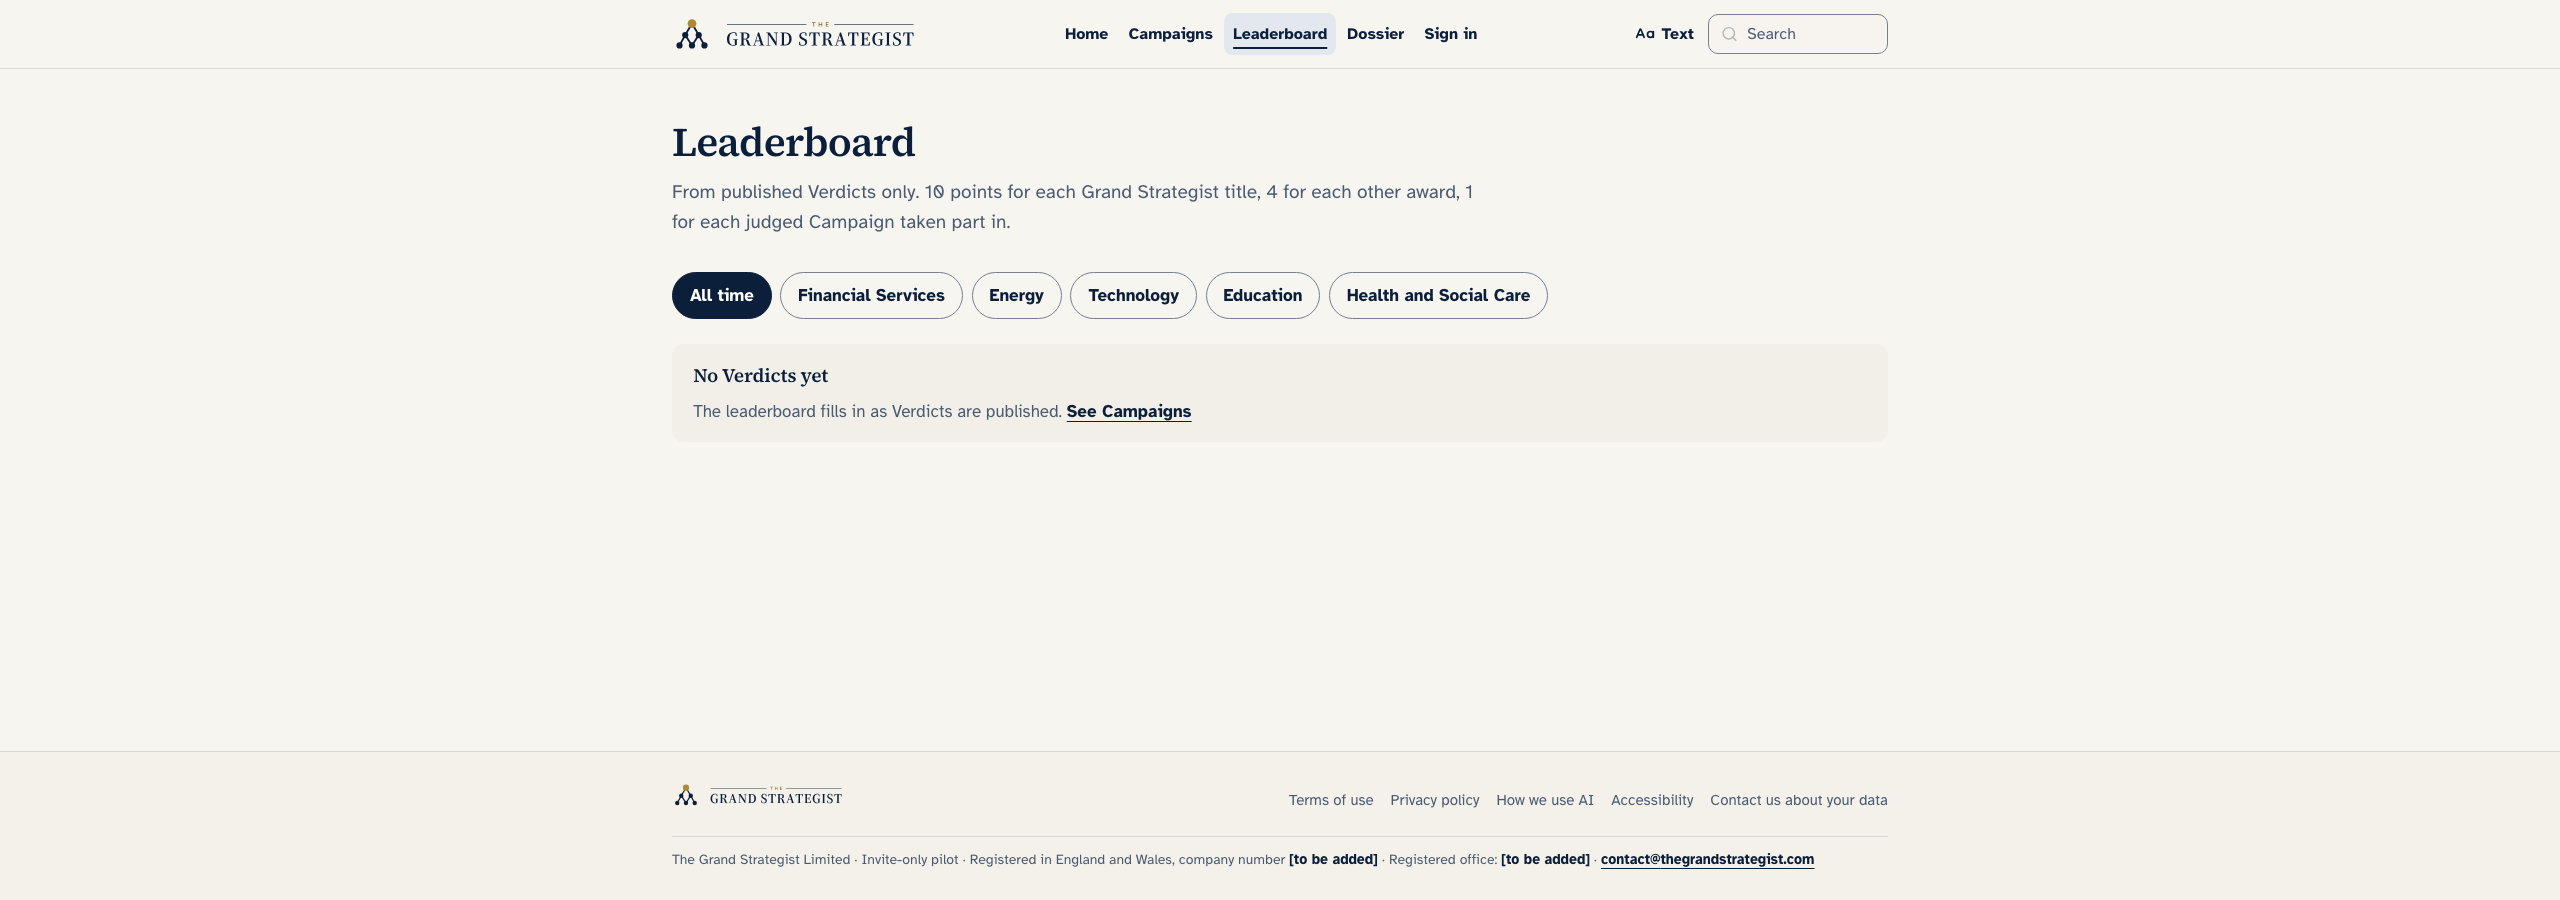 THE
GRAND STRATEGIST
Home Campaigns Leaderboard Dossier Sign in
Aa Text Search
Leaderboard
From published Verdicts only. 10 points for each Grand Strategist title, 4 for each other award, 1
for each judged Campaign taken part in.
All time Financial Services Energy Technology Education Health and Social Care
No Verdicts yet
The leaderboard fills in as Verdicts are published. See Campaigns
THE
GRAND STRATEGIST
Terms of use Privacy policy How we use AI Accessibility Contact us about your data
The Grand Strategist Limited · Invite-only pilot · Registered in England and Wales, company number [to be added] · Registered office: [to be added] · contact@thegrandstrategist.com